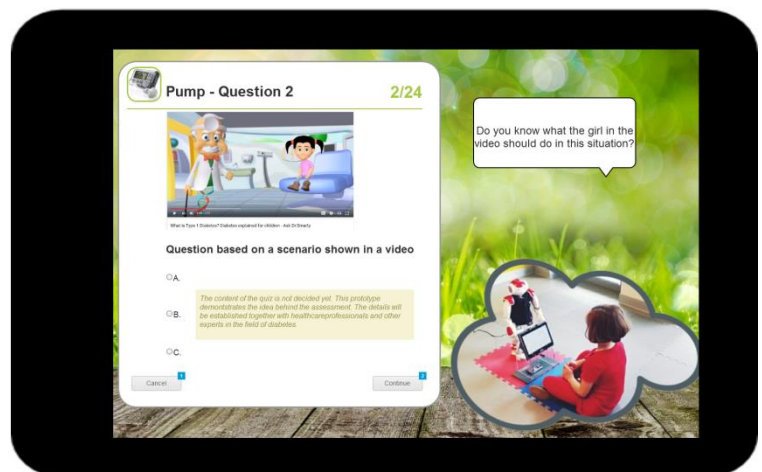 Pump - Question 2
2/24
What is Type 1 Diabetes? Diabetes explained for children - Ask Dr.Smarty
Question based on a scenario shown in a video
A.
The content of the quiz is not decided yet. This prototype
demontstrates the idea behind the assessment. The details will
be established together with healthcareprofessionals and other
experts in the field of diabetes.
B.
C.
Cancel
1
Continue
2
Do you know what the girl in the
video should do in this situation?